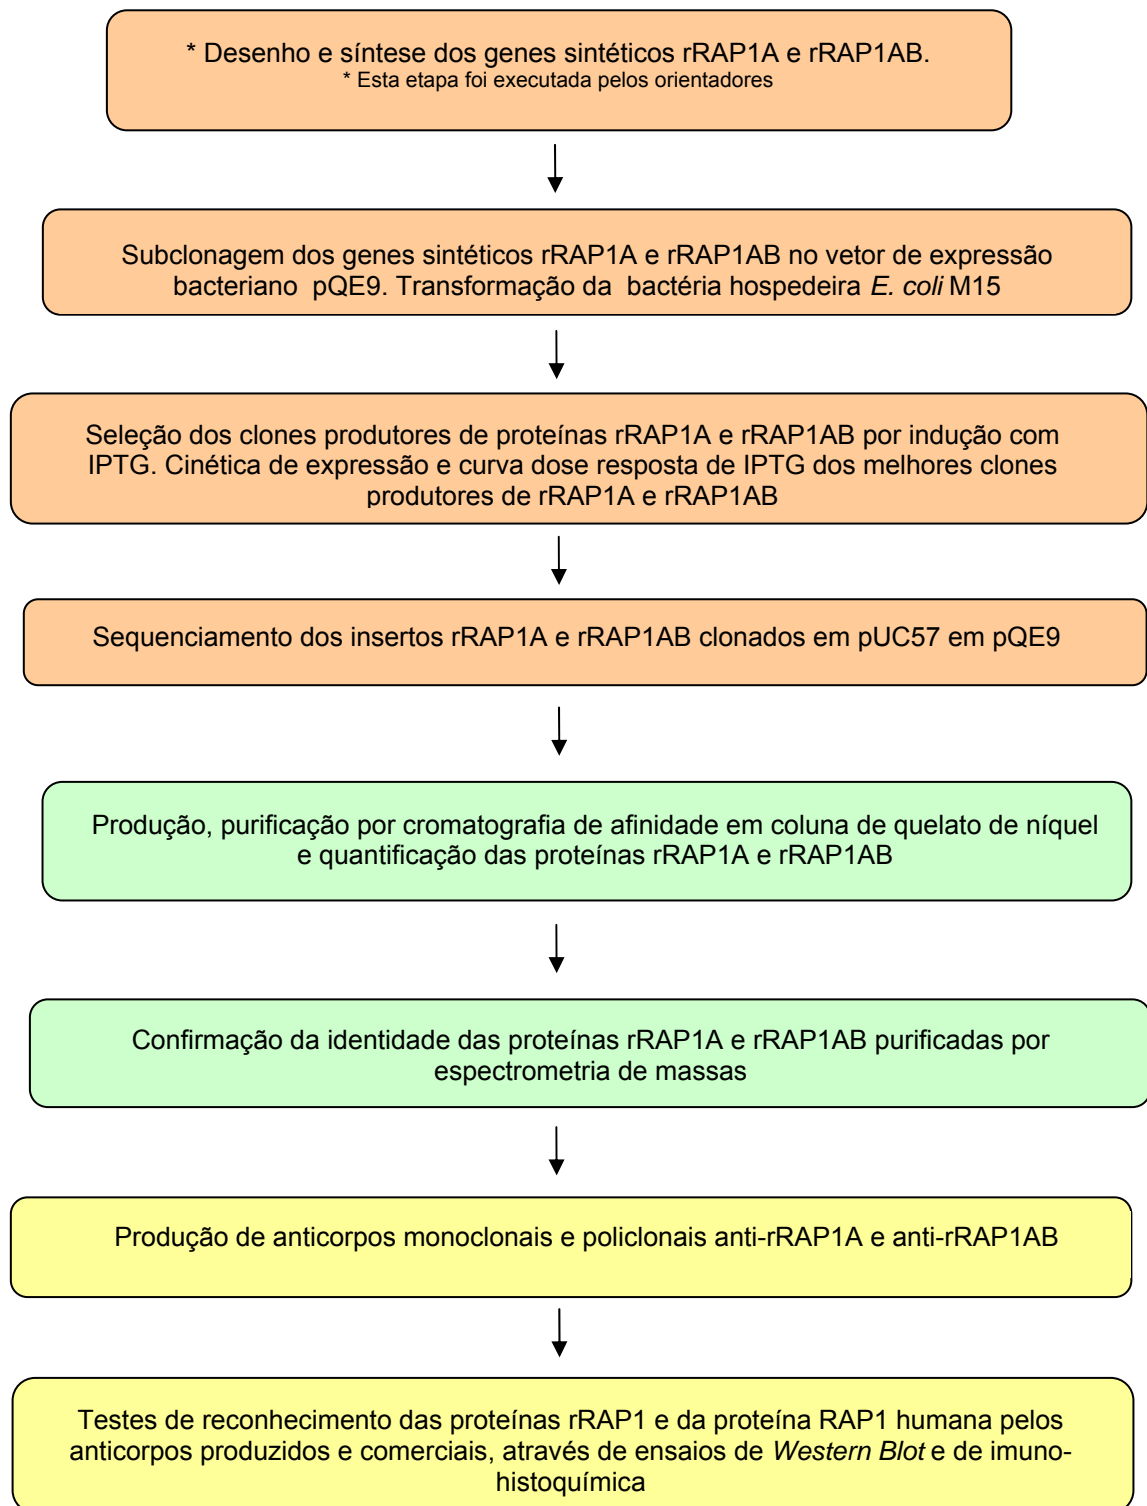 * Desenho e síntese dos genes sintéticos rRAP1A e rRAP1AB.
* Esta etapa foi executada pelos orientadores
Subclonagem dos genes sintéticos rRAP1A e rRAP1AB no vetor de expressão
bacteriano pQE9. Transformação da bactéria hospedeira E. coli M15
Seleção dos clones produtores de proteínas rRAP1A e rRAP1AB por indução com
IPTG. Cinética de expressão e curva dose resposta de IPTG dos melhores clones
produtores de rRAP1A e rRAP1AB
Sequenciamento dos insertos rRAP1A e rRAP1AB clonados em pUC57 em pQE9
Produção, purificação por cromatografia de afinidade em coluna de quelato de níquel
e quantificação das proteínas rRAP1A e rRAP1AB
Confirmação da identidade das proteínas rRAP1A e rRAP1AB purificadas por
espectrometria de massas
Produção de anticorpos monoclonais e policlonais anti-rRAP1A e anti-rRAP1AB
Testes de reconhecimento das proteínas rRAP1 e da proteína RAP1 humana pelos
anticorpos produzidos e comerciais, através de ensaios de Western Blot e de imuno-
histoquímica